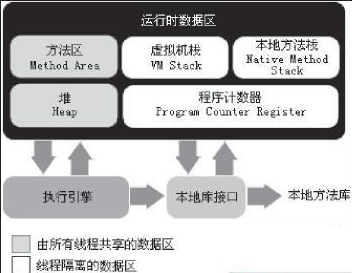 运行时数据区
方法区
Method Area
虚拟机栈
VM Stack
本地方法栈
Native Method
Stack
堆
Heap
程序计数器
Program Counter Register
执行引擎
本地库接口
本地方法库
由所有线程共享的数据区
线程隔离的数据区